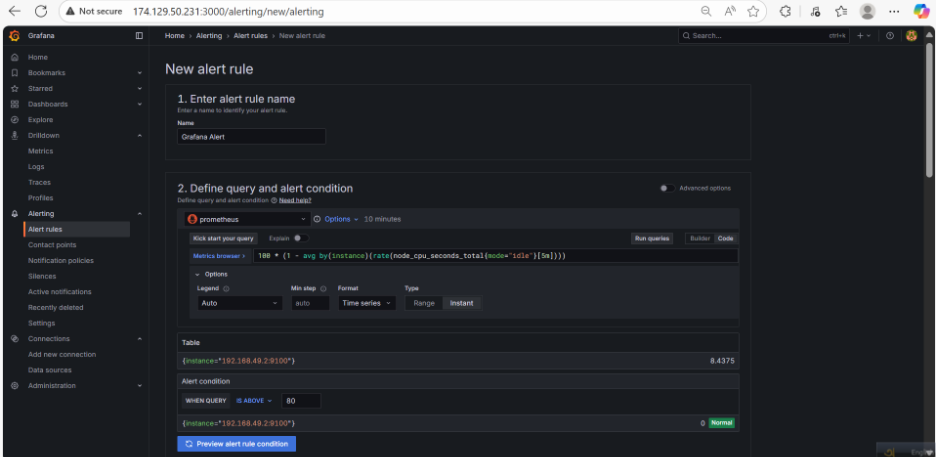 Not secure 174.129.50.231:3000/alerting/new/alerting
Grafana
Home > Alerting > Alert rules > New alert rule
Search... ctrl+k
Home
Bookmarks
Starred
Dashboards
Explore
Drilldown
Metrics
Logs
Traces
Profiles
Alerting
Alert rules
Contact points
Notification policies
Silences
Active notifications
Recently deleted
Settings
Connections
Add new connection
Data sources
Administration
New alert rule
1. Enter alert rule name
Enter a name to identify your alert rule.
Name
Grafana Alert
2. Define query and alert condition
Advanced options
Define query and alert condition Need help?
prometheus Options 10 minutes
Kick start your query Explain Run queries Builder Code
Metrics browser > 100 * (1 - avg by(instance)(rate(node_cpu_seconds_total{mode="idle"}[5m])))
Options
Legend Min step Format Type
Auto auto Time series Range Instant
Table
{instance="192.168.49.2:9100"} 8.4375
Alert condition
WHEN QUERY IS ABOVE 80
{instance="192.168.49.2:9100"} 0 Normal
Preview alert rule condition